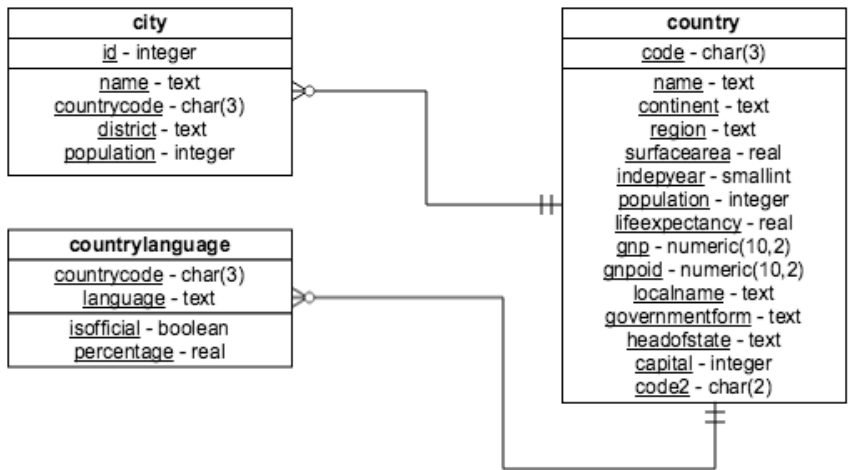 city
id - integer
name - text
countrycode - char(3)
district - text
population - integer
countrylanguage
countrycode - char(3)
language - text
isofficial - boolean
percentage - real
country
code - char(3)
name - text
continent - text
region - text
surfacearea - real
indepyear - smallint
population - integer
lifeexpectancy - real
gnp - numeric(10,2)
gnpoid - numeric(10,2)
localname - text
governmentform - text
headofstate - text
capital - integer
code2 - char(2)